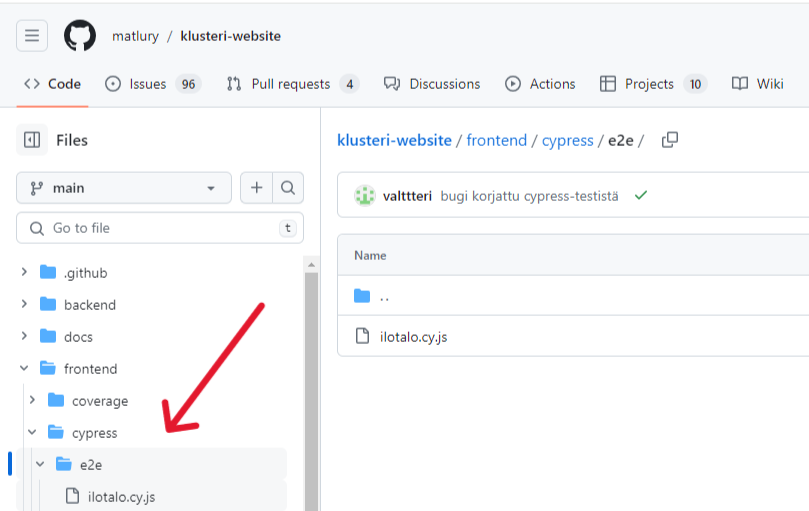 matlury / klusteri-website
Code Issues 96 Pull requests 4 Discussions Actions Projects 10 Wiki
Files
main
Go to file t
.github
backend
docs
frontend
coverage
cypress
e2e
ilotalo.cy.js
klusteri-website / frontend / cypress / e2e /
valttteri bugi korjattu cypress-testistä
Name
..
ilotalo.cy.js